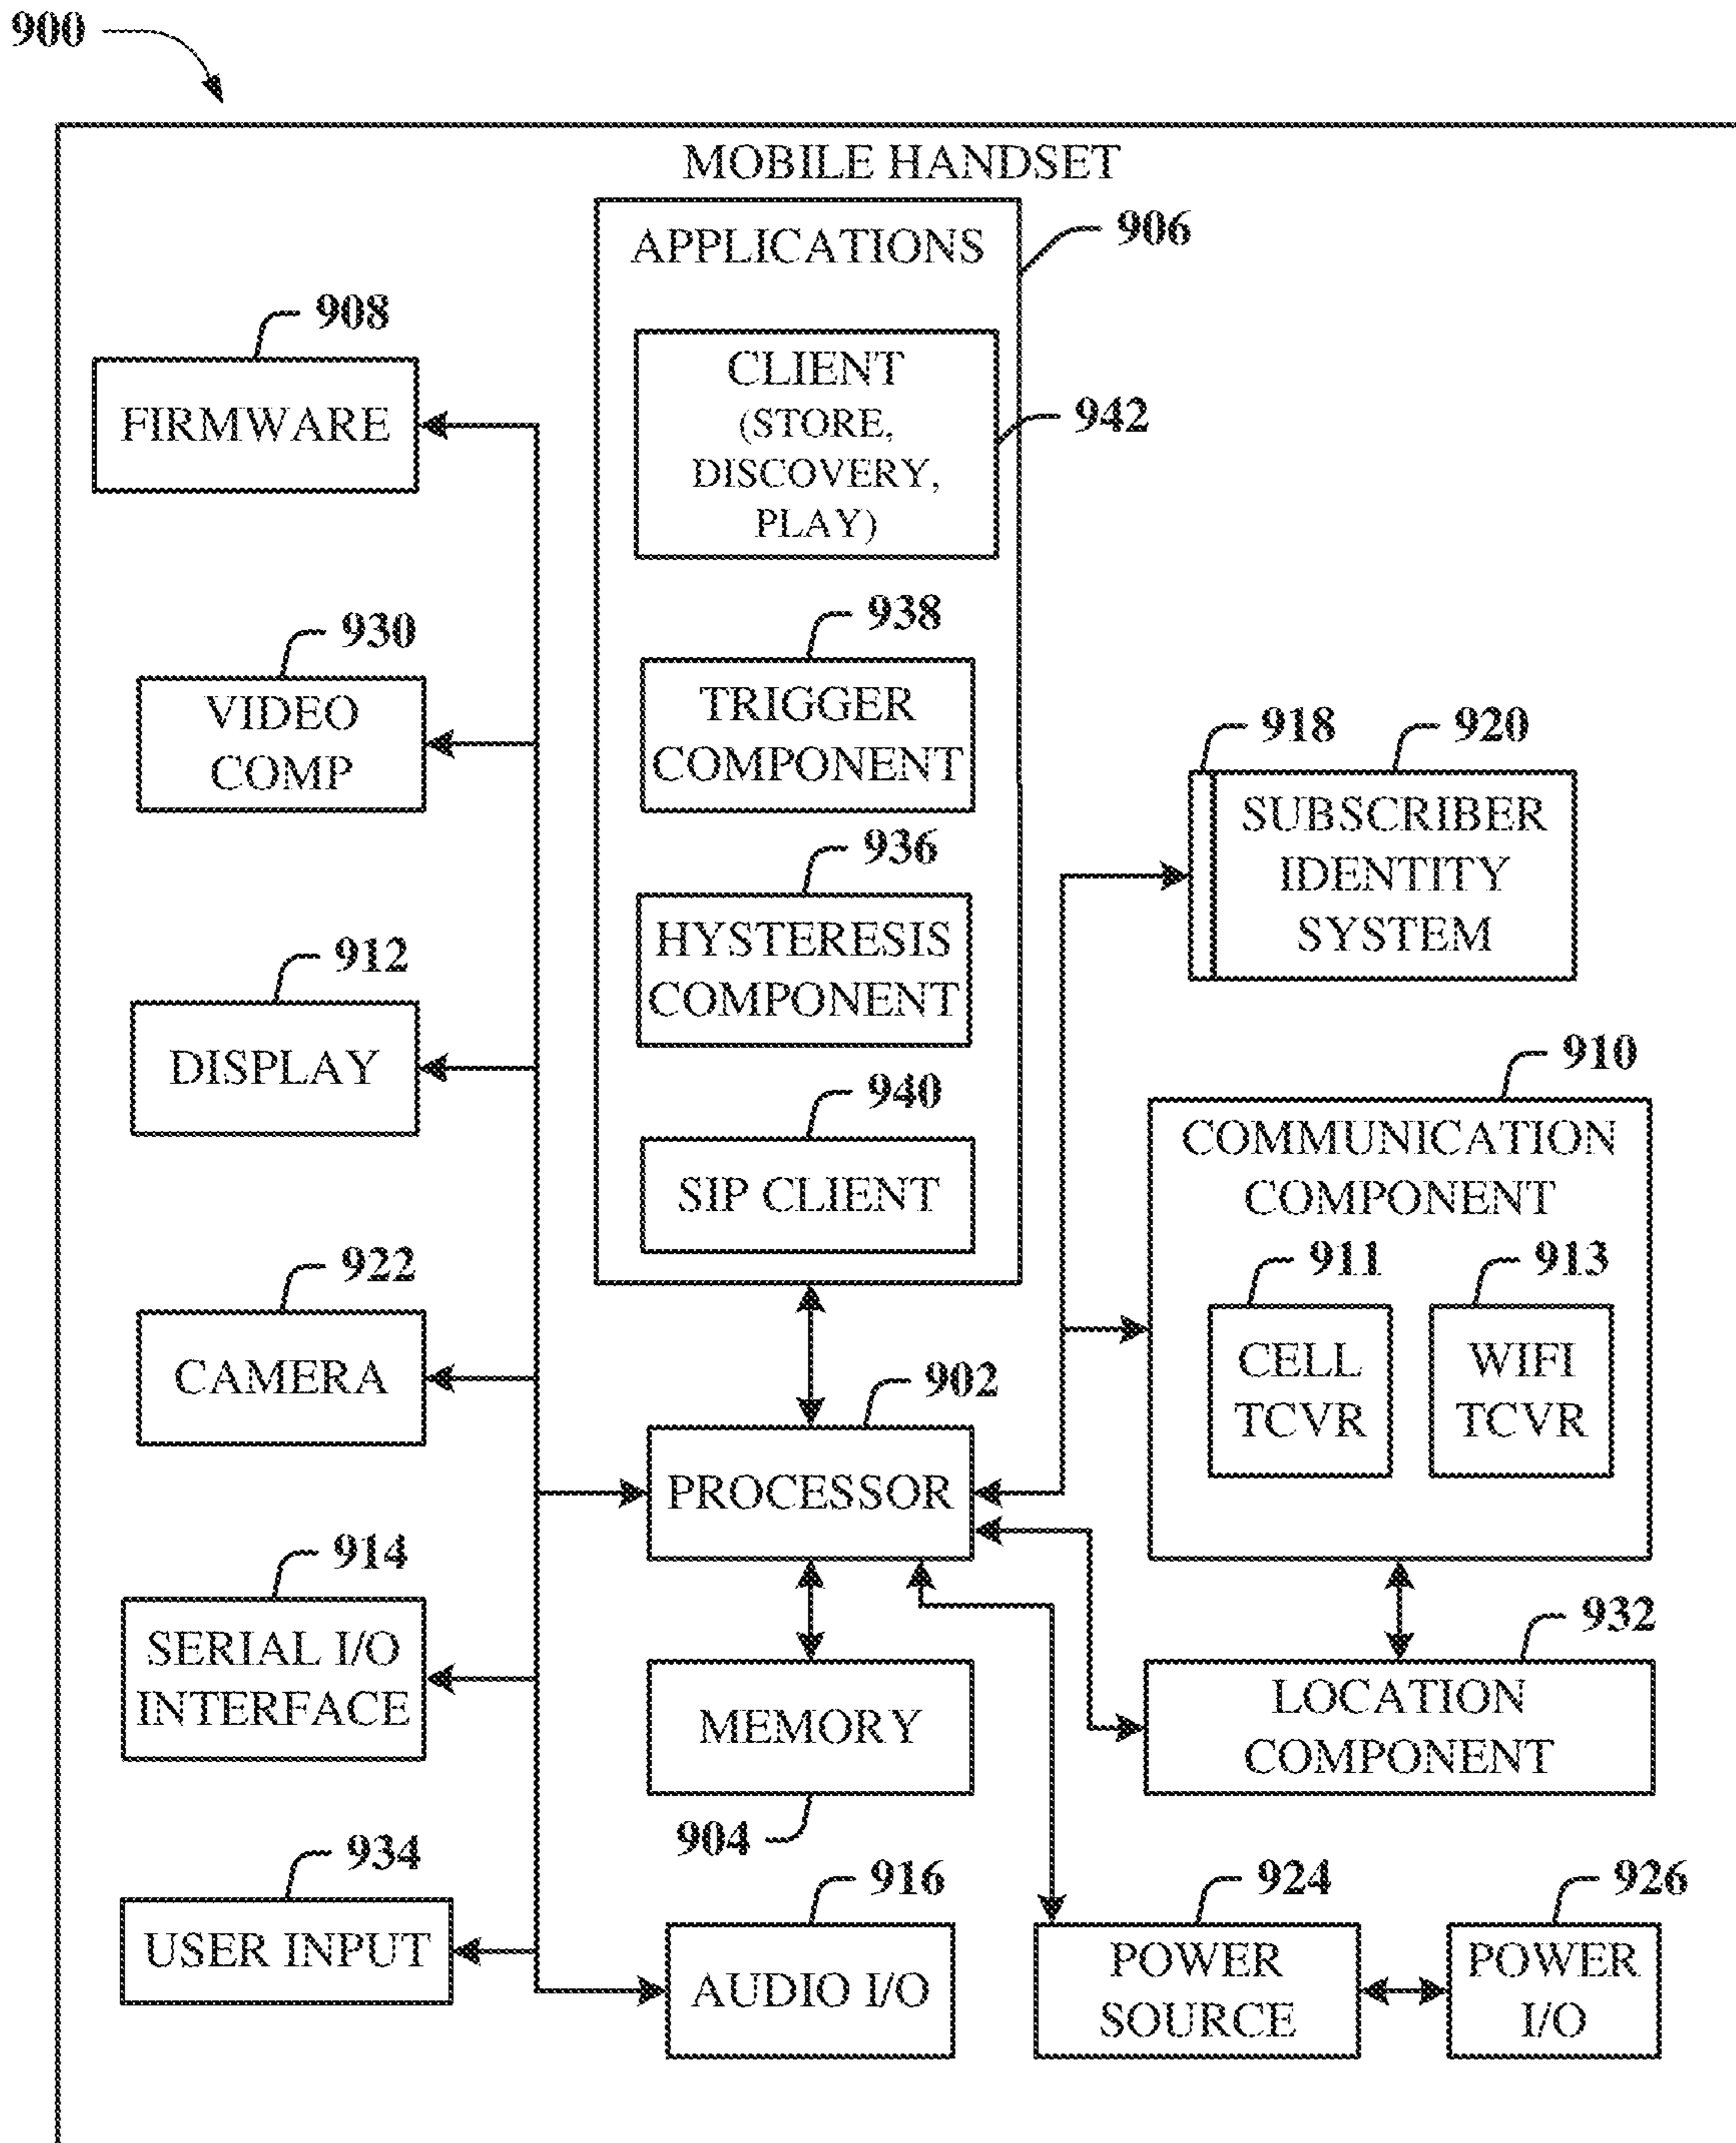 900
MOBILE HANDSET
APPLICATIONS
906
CLIENT
(STORE,
DISCOVERY,
PLAY)
942
908
FIRMWARE
938
TRIGGER
COMPONENT
930
VIDEO
COMP
918
920
SUBSCRIBER
IDENTITY
SYSTEM
936
HYSTERESIS
COMPONENT
912
DISPLAY
940
SIP CLIENT
910
COMMUNICATION
COMPONENT
911
CELL
TCVR
913
WIFI
TCVR
922
CAMERA
902
PROCESSOR
914
SERIAL I/O
INTERFACE
MEMORY
904
932
LOCATION
COMPONENT
934
USER INPUT
916
AUDIO I/O
924
POWER
SOURCE
926
POWER
I/O